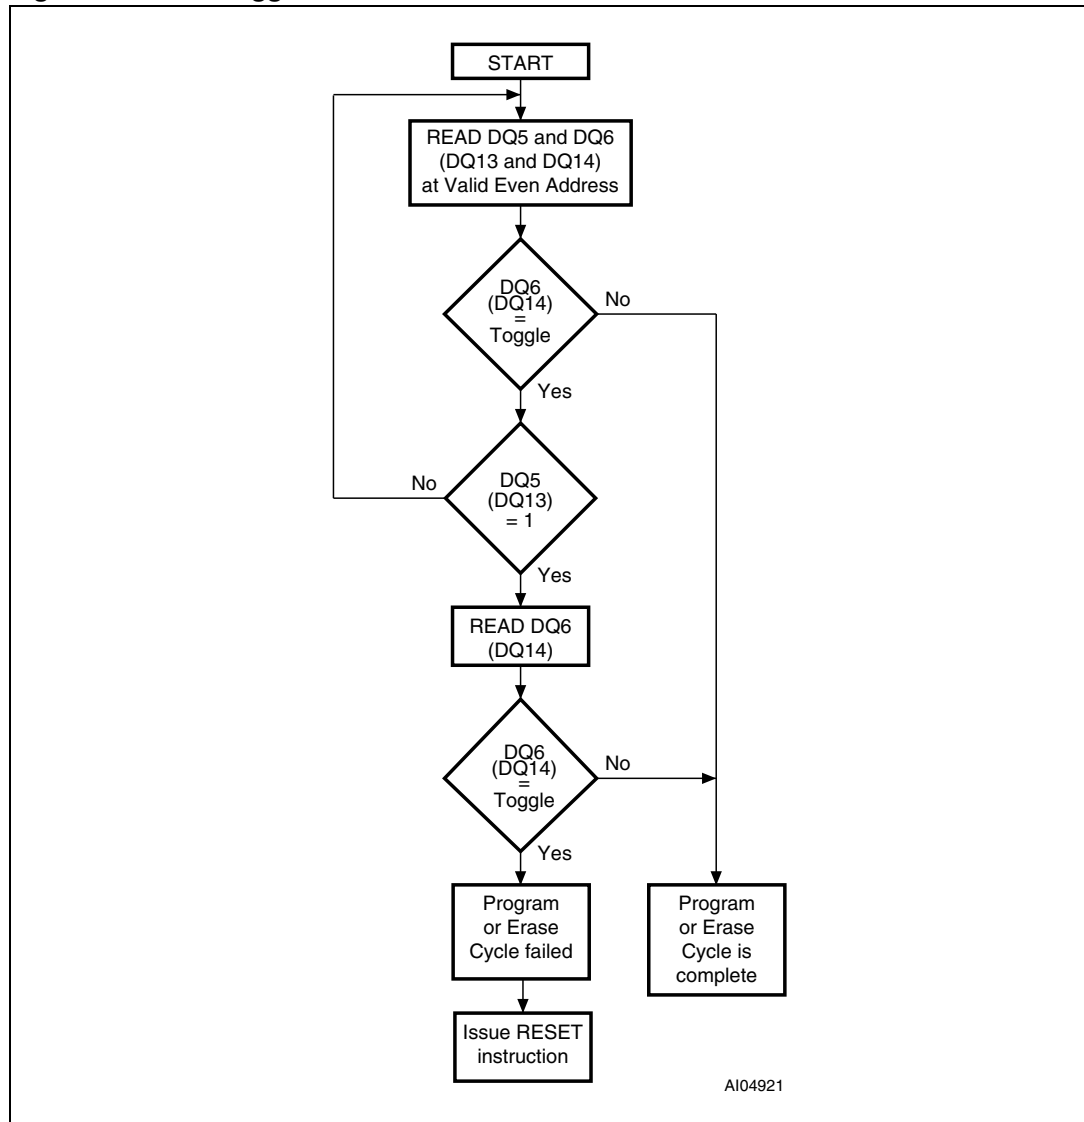 START
READ DQ5 and DQ6
(DQ13 and DQ14)
at Valid Even Address
DQ6
(DQ14)
=
Toggle
No
Yes
DQ5
(DQ13)
= 1
No
Yes
READ DQ6
(DQ14)
DQ6
(DQ14)
=
Toggle
No
Yes
Program
or Erase
Cycle failed
Program
or Erase
Cycle is
complete
Issue RESET
instruction
AI04921